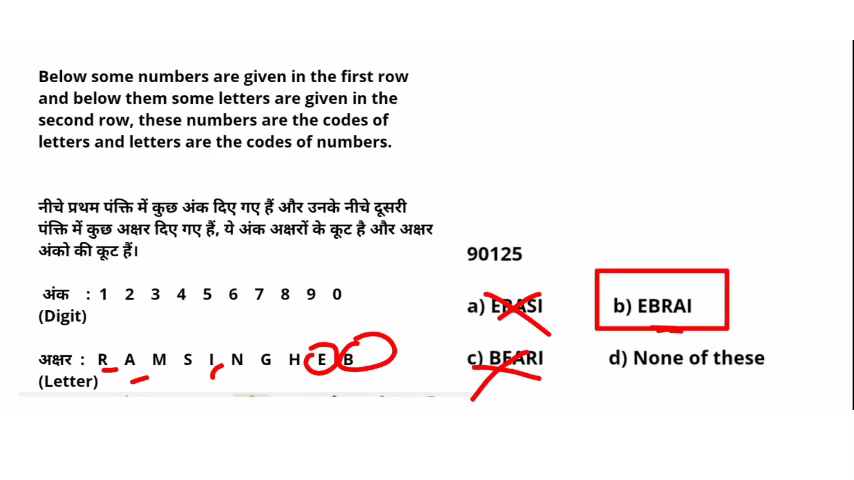 Below some numbers are given in the first row
and below them some letters are given in the
second row, these numbers are the codes of
letters and letters are the codes of numbers.
नीचे प्रथम पंक्ति में कुछ अंक दिए गए हैं और उनके नीचे दूसरी
पंक्ति में कुछ अक्षर दिए गए हैं, ये अंक अक्षरों के कूट है और अक्षर
अंको की कूट हैं।
अंक : 1 2 3 4 5 6 7 8 9 0
(Digit)
अक्षर : R A M S I N G H E B
(Letter)
90125
a) EBASI b) EBRAI
c) BEARI d) None of these